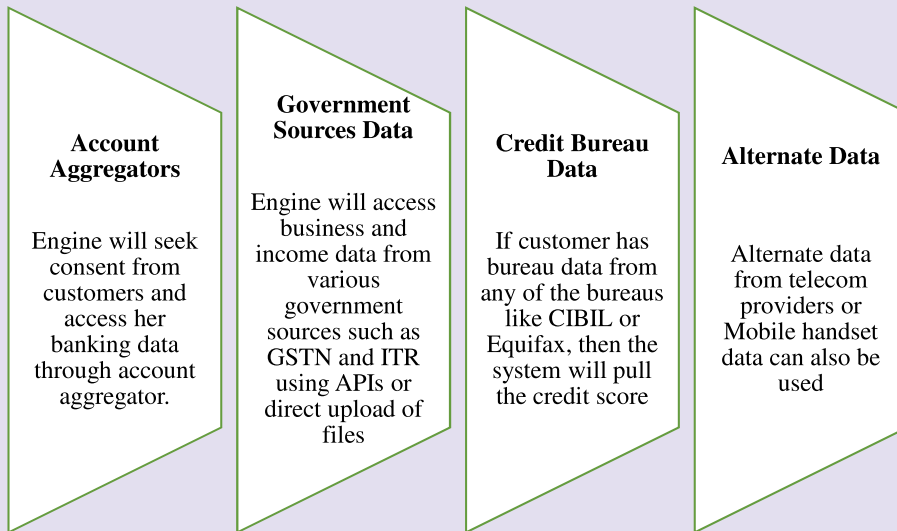 Account
Aggregators
Engine will seek
consent from
customers and
access her
banking data
through account
aggregator.
Government
Sources Data
Engine will access
business and
income data from
various
government
sources such as
GSTN and ITR
using APIs or
direct upload of
files
Credit Bureau
Data
If customer has
bureau data from
any of the bureaus
like CIBIL or
Equifax, then the
system will pull
the credit score
Alternate Data
Alternate data
from telecom
providers or
Mobile handset
data can also be
used